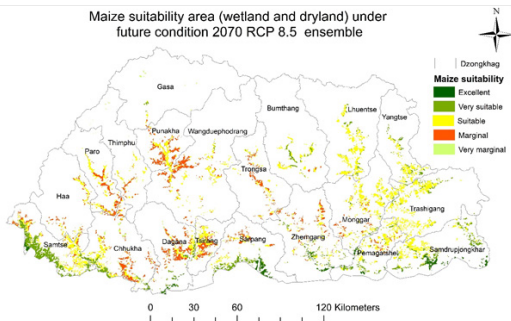 Maize suitability area (wetland and dryland) under
future condition 2070 RCP 8.5 ensemble
N
Dzongkhag
Maize suitability
Excellent
Very suitable
Suitable
Marginal
Very marginal
Gasa
Bumthang
Lhuentse
Yangtse
Punakha
Wangduephodrang
Thimphu
Paro
Trongsa
Haa
Trashigang
Monggar
Samtse
Chhukha
Dagana
Tsirang
Sarpang
Zhemgang
Pemagatshel
Samdrupjongkhar
0 30 60 120 Kilometers